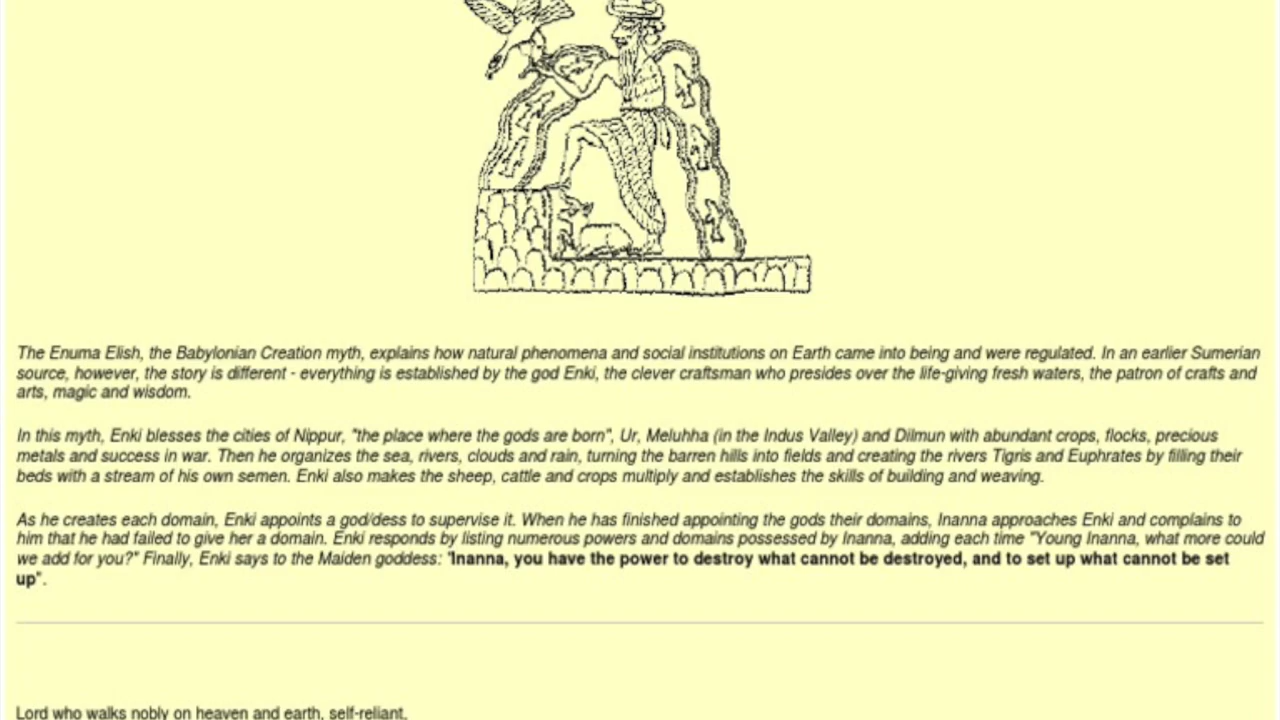 The Enuma Elish, the Babylonian Creation myth, explains how natural phenomena and social institutions on Earth came into being and were regulated. In an earlier Sumerian
source, however, the story is different - everything is established by the god Enki, the clever craftsman who presides over the life-giving fresh waters, the patron of crafts and
arts, magic and wisdom.
In this myth, Enki blesses the cities of Nippur, "the place where the gods are born", Ur, Meluhha (in the Indus Valley) and Dilmun with abundant crops, flocks, precious
metals and success in war. Then he organizes the sea, rivers, clouds and rain, turning the barren hills into fields and creating the rivers Tigris and Euphrates by filling their
beds with a stream of his own semen. Enki also makes the sheep, cattle and crops multiply and establishes the skills of building and weaving.
As he creates each domain, Enki appoints a god/dess to supervise it. When he has finished appointing the gods their domains, Inanna approaches Enki and complains to
him that he had failed to give her a domain. Enki responds by listing numerous powers and domains possessed by Inanna, adding each time "Young Inanna, what more could
we add for you?" Finally, Enki says to the Maiden goddess: "Inanna, you have the power to destroy what cannot be destroyed, and to set up what cannot be set
up".
Lord who walks nobly on heaven and earth, self-reliant,